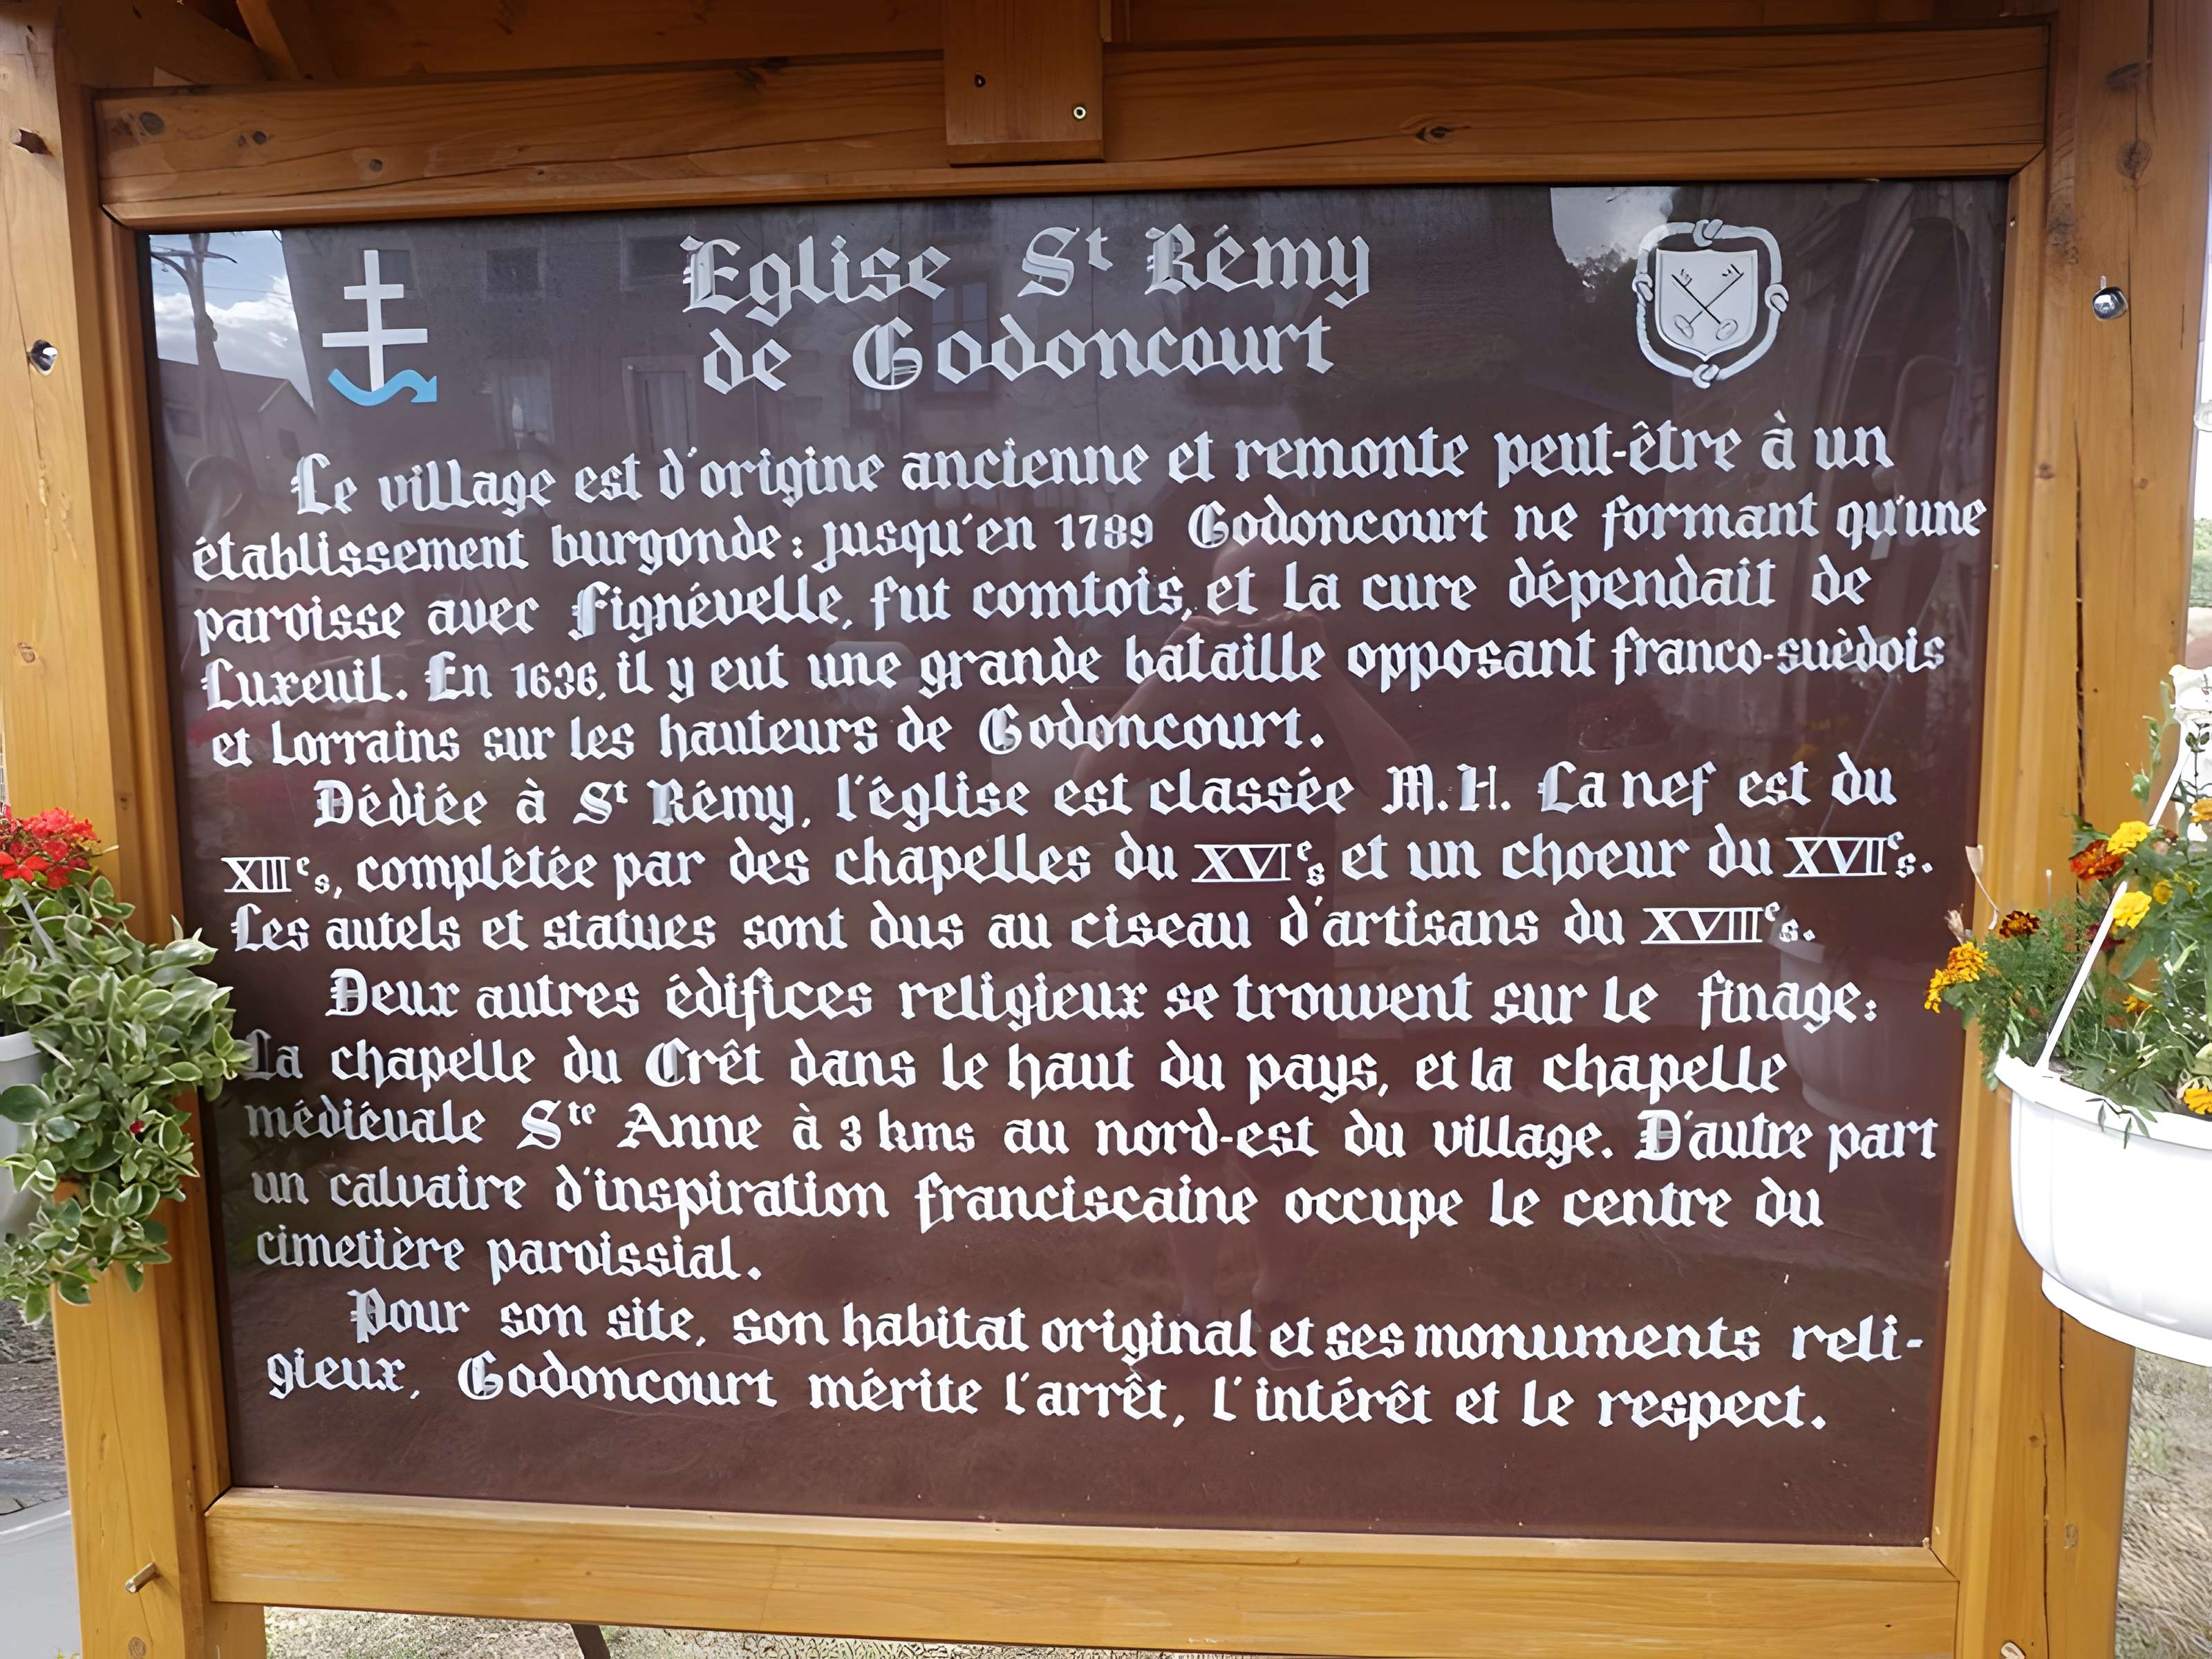 Eglise St Rémy
de Godoncourt
Le village est d'origine ancienne et remonte peut-être à un
établissement burgonde : jusqu'en 1789 Godoncourt ne formant qu'une
paroisse avec Fignévelle, fut comtois, et la cure dépendait de
Luxeuil. En 1636, il y eut une grande bataille opposant franco-suèdois
et Lorrains sur les hauteurs de Godoncourt.
Dédiée à St Rémy, l'église est classée M.H. La nef est du
XIIIe s, complétée par des chapelles du XVIe s et un choeur du XVIIe s.
Les autels et statues sont dus au ciseau d'artisans du XVIIIe s.
Deux autres édifices religieux se trouvent sur le finage :
La chapelle du Crêt dans le haut du pays, et la chapelle
médiévale Ste Anne à 3 kms au nord-est du village. D'autre part
un calvaire d'inspiration franciscaine occupe le centre du
cimetière paroissial.
Pour son site, son habitat original et ses monuments reli-
gieux, Godoncourt mérite l'arrêt, l'intérêt et le respect.